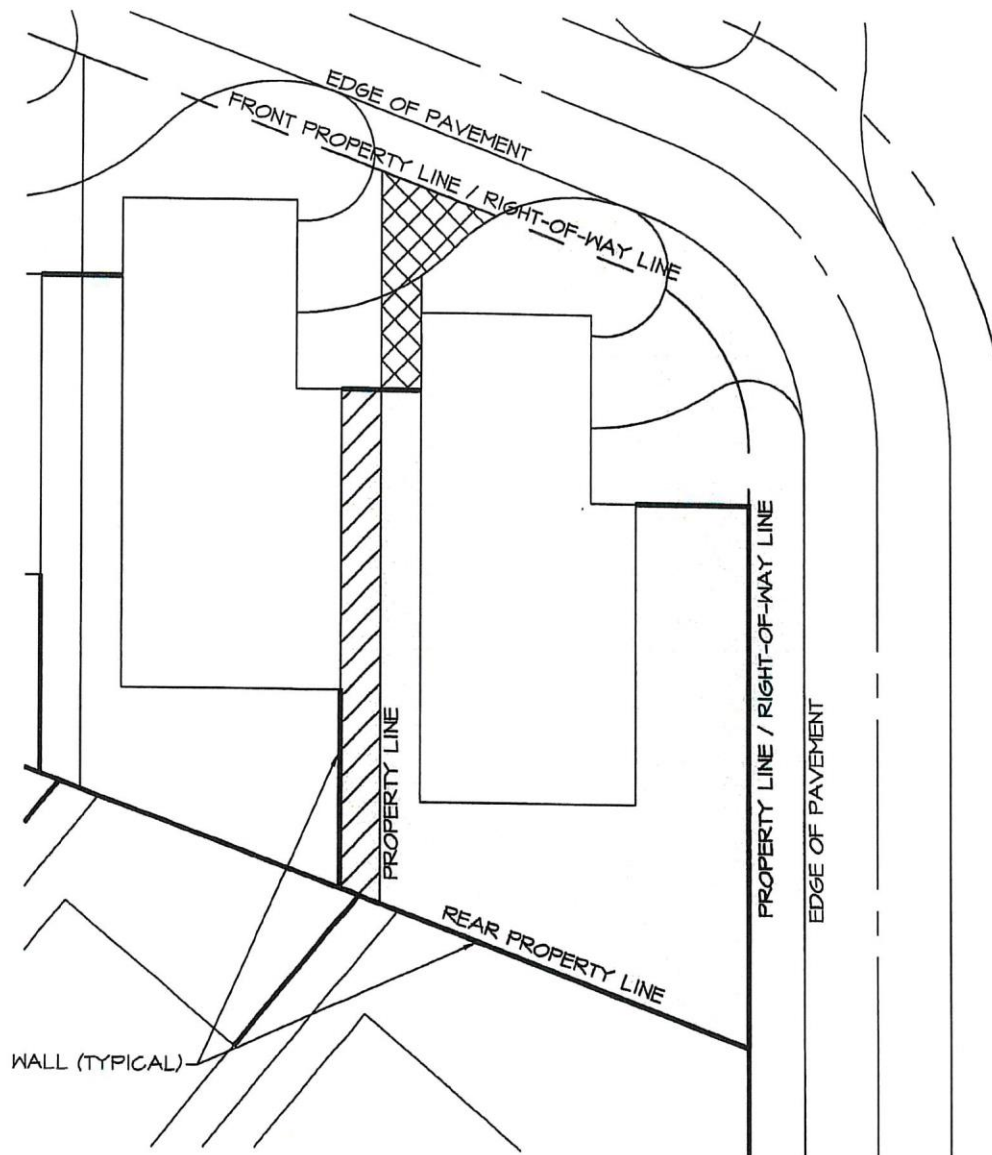 EDGE OF PAVEMENT
FRONT PROPERTY LINE / RIGHT-OF-WAY LINE
PROPERTY LINE / RIGHT-OF-WAY LINE
EDGE OF PAVEMENT
PROPERTY LINE
REAR PROPERTY LINE
WALL (TYPICAL)